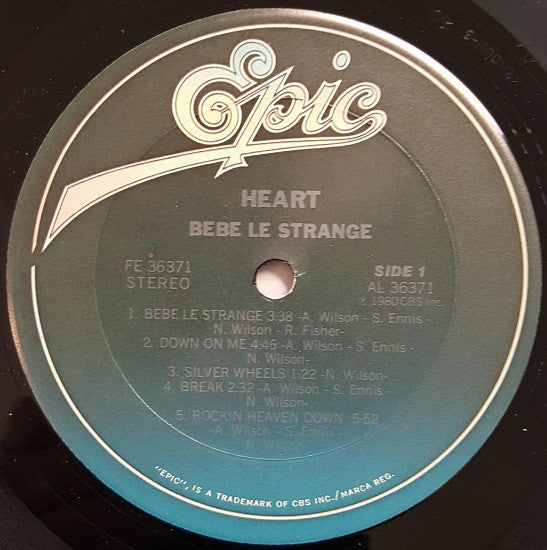 Epic
HEART
BEBE LE STRANGE
FE 36371
STEREO
SIDE 1
AL 36371
℗ 1980 CBS Inc.
1. BEBE LE STRANGE 3:38 -A. Wilson - S. Ennis -
N. Wilson - R. Fisher-
2. DOWN ON ME 4:46 -A. Wilson - S. Ennis -
N. Wilson-
3. SILVER WHEELS 1:22 -N. Wilson-
4. BREAK 2:32 -A. Wilson - S. Ennis -
N. Wilson-
5. ROCKIN HEAVEN DOWN 5:52
A. Wilson - S. Ennis
N. Wilson-
"EPIC", IS A TRADEMARK OF CBS INC./MARCA REG.